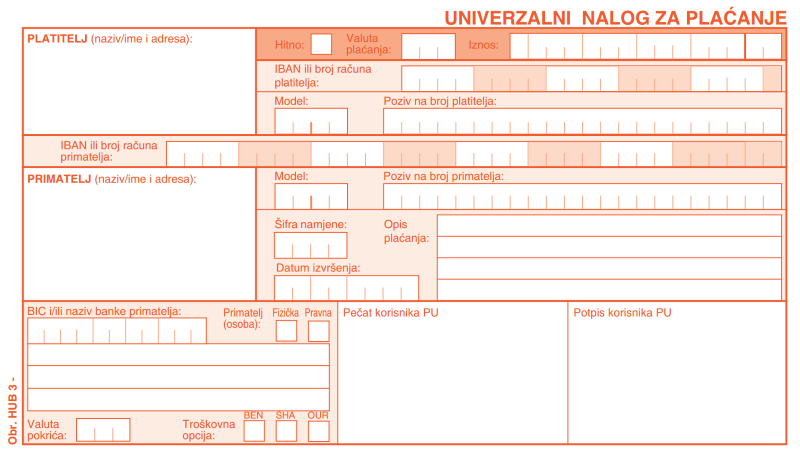 UNIVERZALNI NALOG ZA PLAĆANJE
PLATITELJ (naziv/ime i adresa):
Hitno:
Valuta
plaćanja:
Iznos:
IBAN ili broj računa
platitelja:
Model:
Poziv na broj platitelja:
IBAN ili broj računa
primatelja:
PRIMATELJ (naziv/ime i adresa):
Model:
Poziv na broj primatelja:
Šifra namjene:
Opis
plaćanja:
Datum izvršenja:
BIC i/ili naziv banke primatelja:
Primatelj
(osoba):
Fizička
Pravna
Pečat korisnika PU
Potpis korisnika PU
Valuta
pokrića:
Troškovna
opcija:
BEN
SHA
OUR
Obr. HUB 3 -